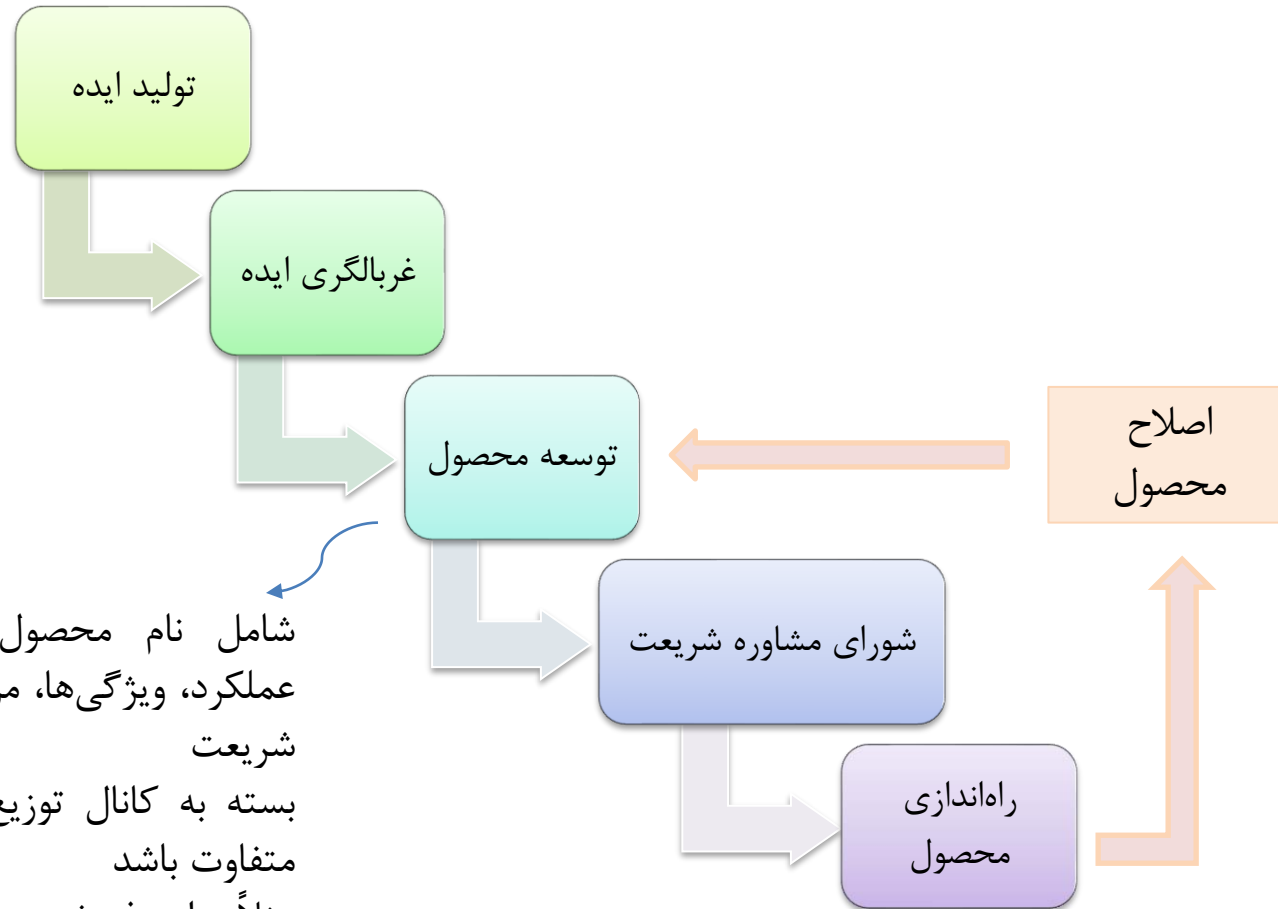 تولید ایده
غربالگری ایده
توسعه محصول
اصلاح
محصول
شورای مشاوره شریعت
راه‌اندازی
محصول
شامل نام محصول
عملکرد، ویژگی‌ها،
شریعت
بسته به کانال توزیع
متفاوت باشد